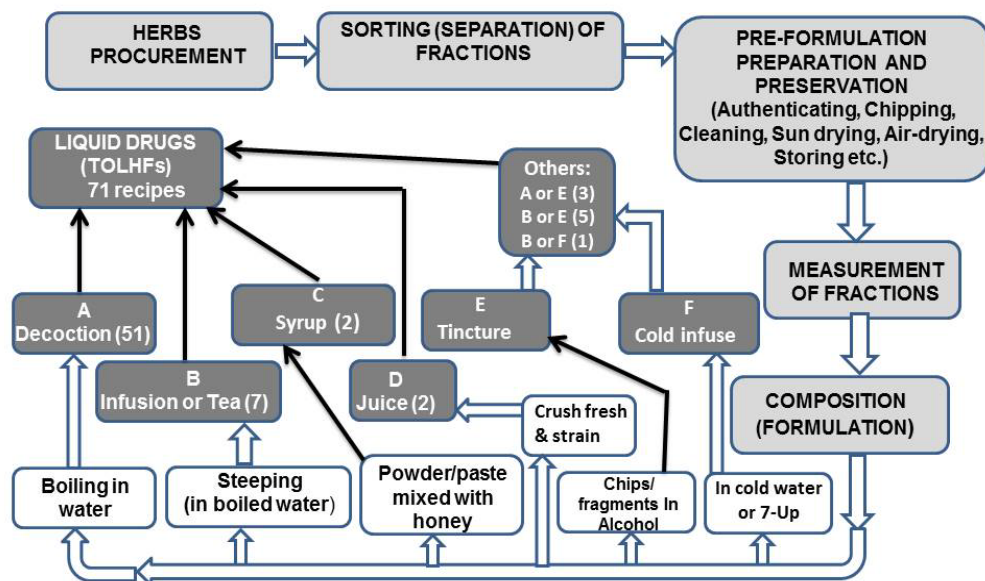 HERBS
PROCUREMENT
SORTING (SEPARATION) OF
FRACTIONS
PRE-FORMULATION
PREPARATION AND
PRESERVATION
(Authenticating, Chipping,
Cleaning, Sun drying, Air-drying,
Storing etc.)
LIQUID DRUGS
(TOLHFs)
71 recipes
Others:
A or E (3)
B or E (5)
B or F (1)
MEASUREMENT
OF FRACTIONS
A
Decoction (51)
B
Infusion or Tea (7)
C
Syrup (2)
D
Juice (2)
E
Tincture
F
Cold infuse
COMPOSITION
(FORMULATION)
Boiling in
water
Steeping
(in boiled water)
Powder/paste
mixed with
honey
Crush fresh
& strain
Chips/
fragments In
Alcohol
In cold water
or 7-Up